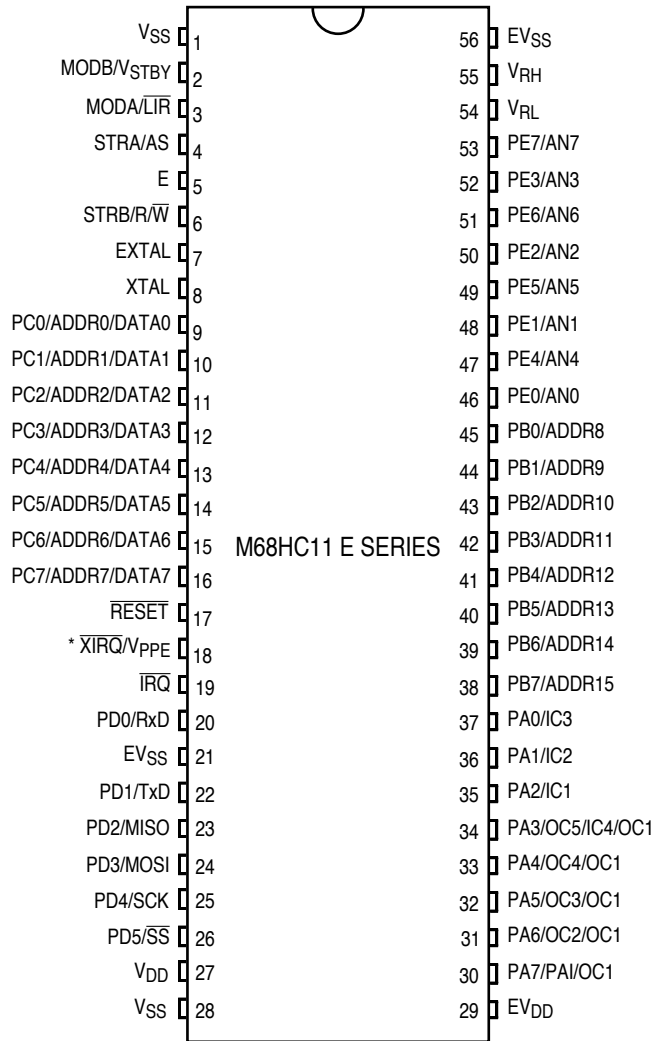 VSS 1
MODB/VSTBY 2
MODA/L̅I̅R̅ 3
STRA/AS 4
E 5
STRB/R/W̅ 6
EXTAL 7
XTAL 8
PC0/ADDR0/DATA0 9
PC1/ADDR1/DATA1 10
PC2/ADDR2/DATA2 11
PC3/ADDR3/DATA3 12
PC4/ADDR4/DATA4 13
PC5/ADDR5/DATA5 14
PC6/ADDR6/DATA6 15
PC7/ADDR7/DATA7 16
R̅E̅S̅E̅T̅ 17
* X̅I̅R̅Q̅/VPPE 18
I̅R̅Q̅ 19
PD0/RxD 20
EVSS 21
PD1/TxD 22
PD2/MISO 23
PD3/MOSI 24
PD4/SCK 25
PD5/S̅S̅ 26
VDD 27
VSS 28
M68HC11 E SERIES
56 EVSS
55 VRH
54 VRL
53 PE7/AN7
52 PE3/AN3
51 PE6/AN6
50 PE2/AN2
49 PE5/AN5
48 PE1/AN1
47 PE4/AN4
46 PE0/AN0
45 PB0/ADDR8
44 PB1/ADDR9
43 PB2/ADDR10
42 PB3/ADDR11
41 PB4/ADDR12
40 PB5/ADDR13
39 PB6/ADDR14
38 PB7/ADDR15
37 PA0/IC3
36 PA1/IC2
35 PA2/IC1
34 PA3/OC5/IC4/OC1
33 PA4/OC4/OC1
32 PA5/OC3/OC1
31 PA6/OC2/OC1
30 PA7/PAI/OC1
29 EVDD